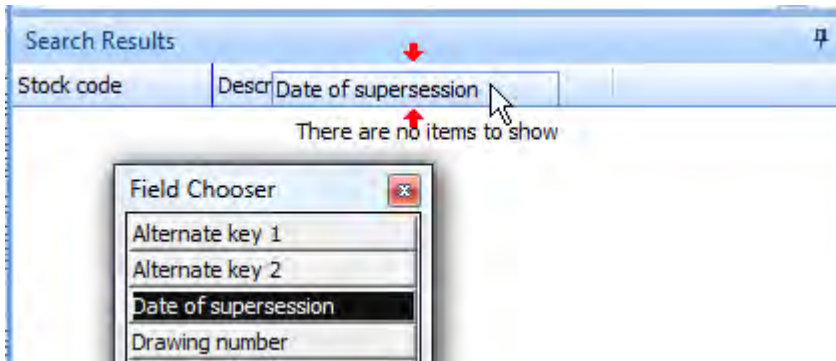 Search Results
Stock code Descr Date of supersession
There are no items to show
Field Chooser
Alternate key 1
Alternate key 2
Date of supersession
Drawing number